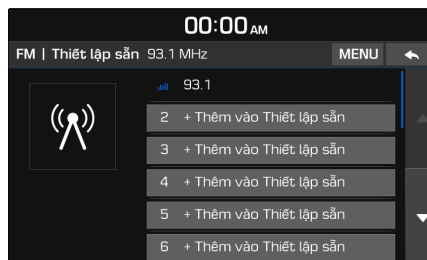 00:00 AM
FM | Thiết lập sẵn 93.1 MHz MENU
93.1
2 + Thêm vào Thiết lập sẵn
3 + Thêm vào Thiết lập sẵn
4 + Thêm vào Thiết lập sẵn
5 + Thêm vào Thiết lập sẵn
6 + Thêm vào Thiết lập sẵn